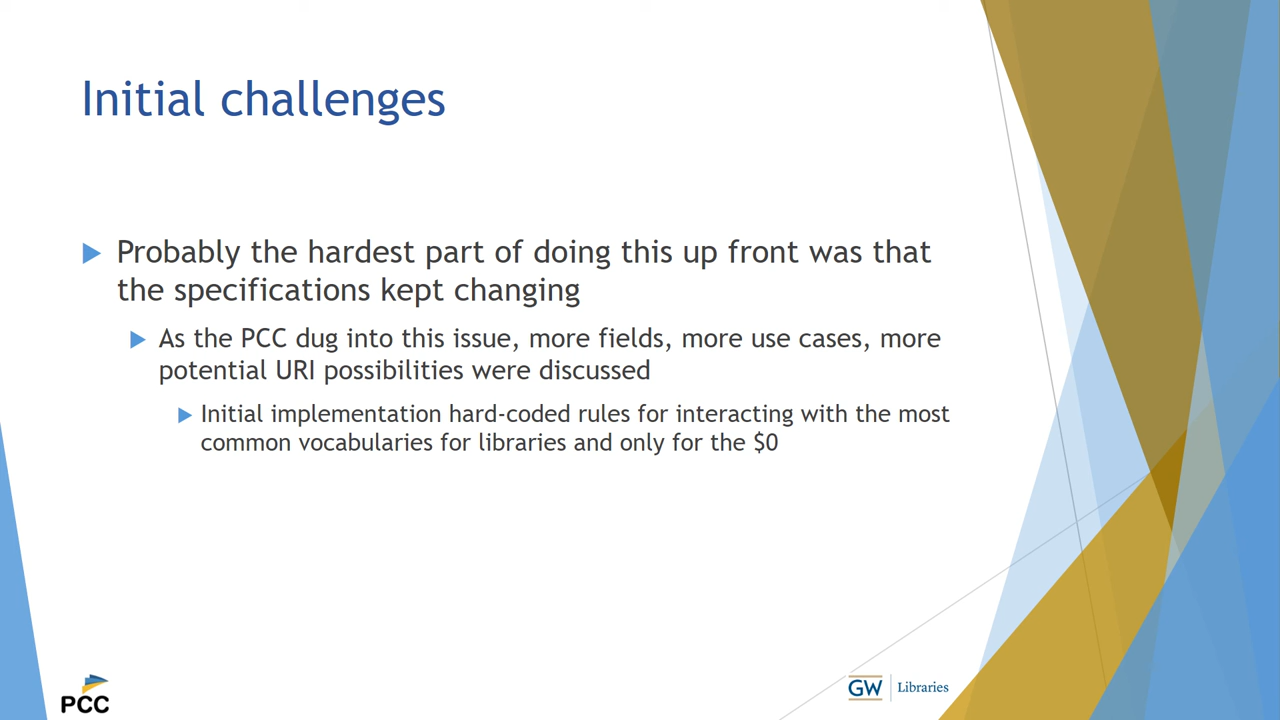 Initial challenges
Probably the hardest part of doing this up front was that
the specifications kept changing
As the PCC dug into this issue, more fields, more use cases, more
potential URI possibilities were discussed
Initial implementation hard-coded rules for interacting with the most
common vocabularies for libraries and only for the $0
PCC
GW Libraries